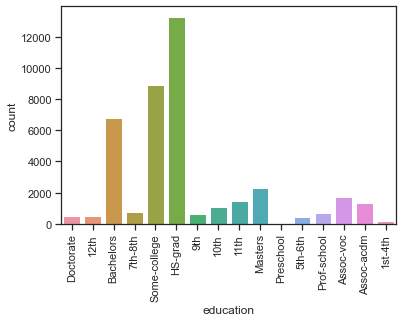 12000
10000
8000
6000
4000
2000
0
count
Doctorate
12th
Bachelors
7th-8th
Some-college
HS-grad
9th
10th
11th
Masters
Preschool
5th-6th
Prof-school
Assoc-voc
Assoc-acdm
1st-4th
education